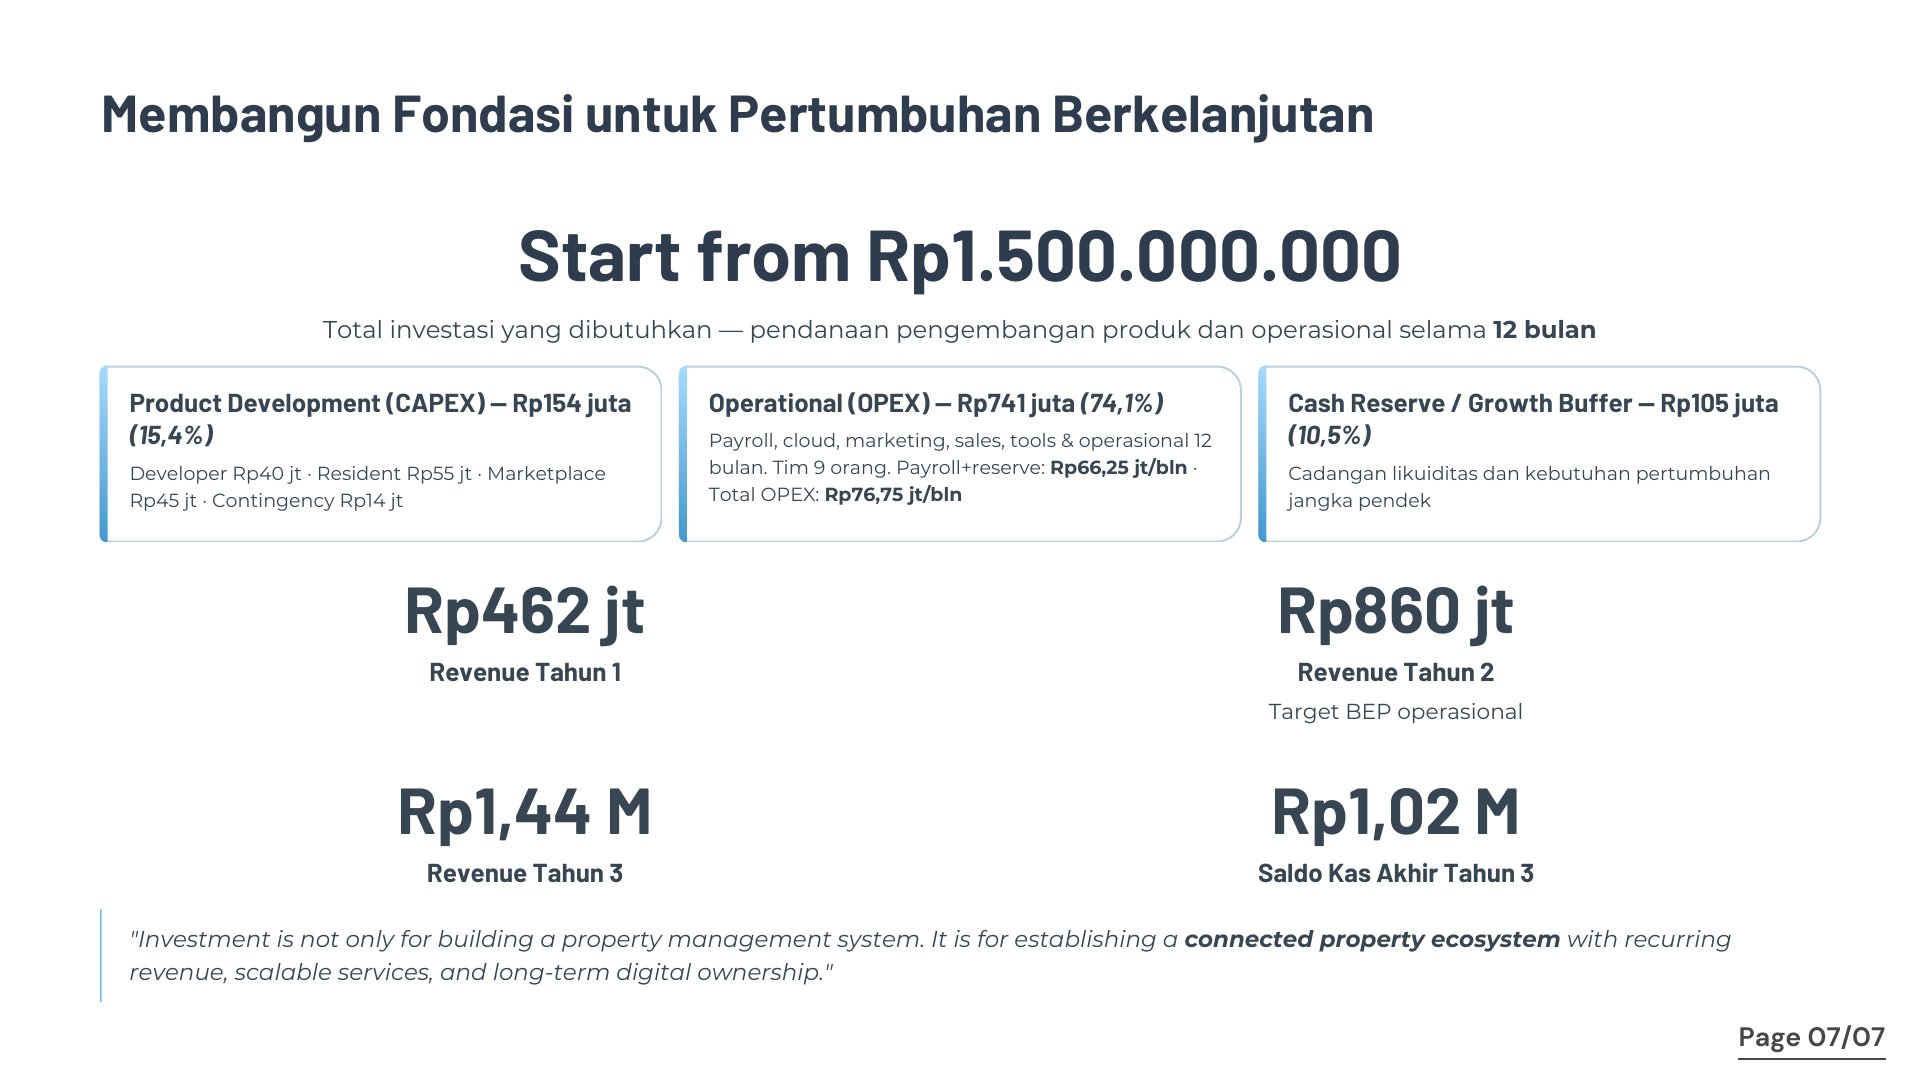 Membangun Fondasi untuk Pertumbuhan Berkelanjutan
Start from Rp1.500.000.000
Total investasi yang dibutuhkan — pendanaan pengembangan produk dan operasional selama 12 bulan
Product Development (CAPEX) — Rp154 juta
(15,4%)
Developer Rp40 jt · Resident Rp55 jt · Marketplace
Rp45 jt · Contingency Rp14 jt
Operational (OPEX) — Rp741 juta (74,1%)
Payroll, cloud, marketing, sales, tools & operasional 12
bulan. Tim 9 orang. Payroll+reserve: Rp66,25 jt/bln ·
Total OPEX: Rp76,75 jt/bln
Cash Reserve / Growth Buffer — Rp105 juta
(10,5%)
Cadangan likuiditas dan kebutuhan pertumbuhan
jangka pendek
Rp462 jt
Revenue Tahun 1
Rp860 jt
Revenue Tahun 2
Target BEP operasional
Rp1,44 M
Revenue Tahun 3
Rp1,02 M
Saldo Kas Akhir Tahun 3
"Investment is not only for building a property management system. It is for establishing a connected property ecosystem with recurring
revenue, scalable services, and long-term digital ownership."
Page 07/07